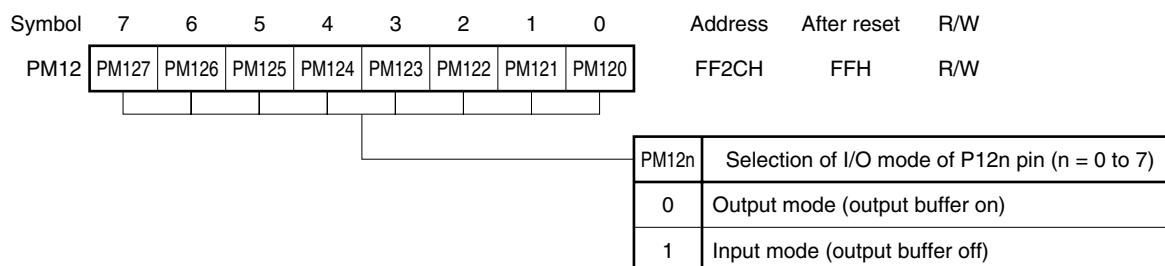 Symbol 7 6 5 4 3 2 1 0 Address After reset R/W
PM12 PM127 PM126 PM125 PM124 PM123 PM122 PM121 PM120 FF2CH FFH R/W
PM12n Selection of I/O mode of P12n pin (n = 0 to 7)
0 Output mode (output buffer on)
1 Input mode (output buffer off)